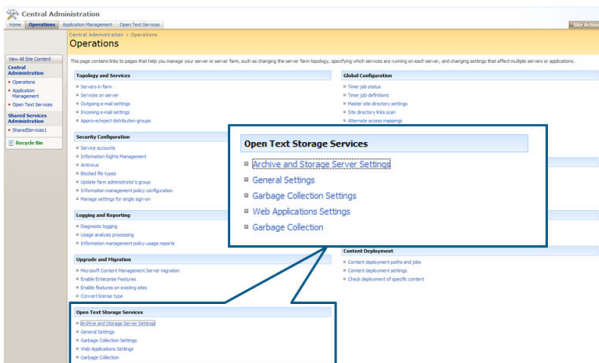 Central Administration
Home Operations Application Management Open Text Services
Site Actions
Central Administration > Operations
Operations
This page contains links to pages that help you manage your server or server farm, such as changing the server farm topology, specifying which services are running on each server, and changing settings that affect multiple servers or applications.
View All Site Content
Central Administration
Operations
Application Management
Open Text Services
Shared Services Administration
SharedServices1
Recycle Bin
Topology and Services
Servers in farm
Services on server
Outgoing e-mail settings
Incoming e-mail settings
Approve/reject distribution groups
Security Configuration
Service accounts
Information Rights Management
Antivirus
Blocked file types
Update farm administrator's group
Information management policy configuration
Manage settings for single sign-on
Logging and Reporting
Diagnostic logging
Usage analysis processing
Information management policy usage reports
Upgrade and Migration
Microsoft Content Management Server migration
Enable Enterprise Features
Enable features on existing sites
Convert license type
Open Text Storage Services
Archive and Storage Server Settings
General Settings
Garbage Collection Settings
Web Applications Settings
Garbage Collection
Global Configuration
Timer job status
Timer job definitions
Master site directory settings
Site directory links scan
Alternate access mappings
Open Text Storage Services
Archive and Storage Server Settings
General Settings
Garbage Collection Settings
Web Applications Settings
Garbage Collection
Content Deployment
Content deployment paths and jobs
Content deployment settings
Check deployment of specific content